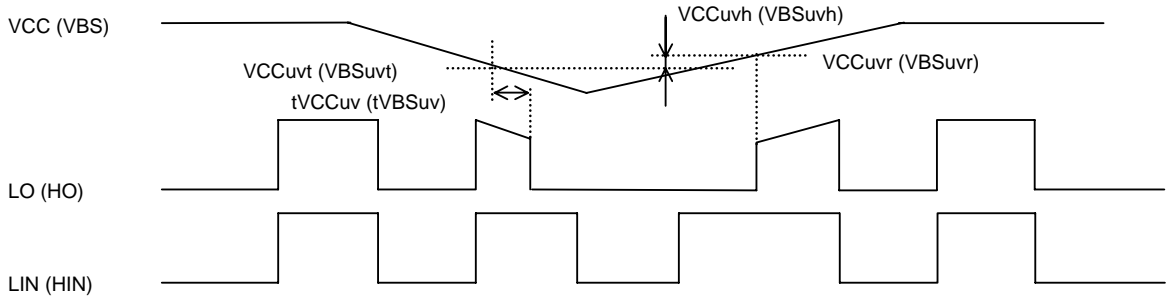 VCCuvh (VBSuvh)
VCC (VBS)
VCCuvt (VBSuvt)
VCCuvr (VBSuvr)
tVCCuv (tVBSuv)
LO (HO)
LIN (HIN)